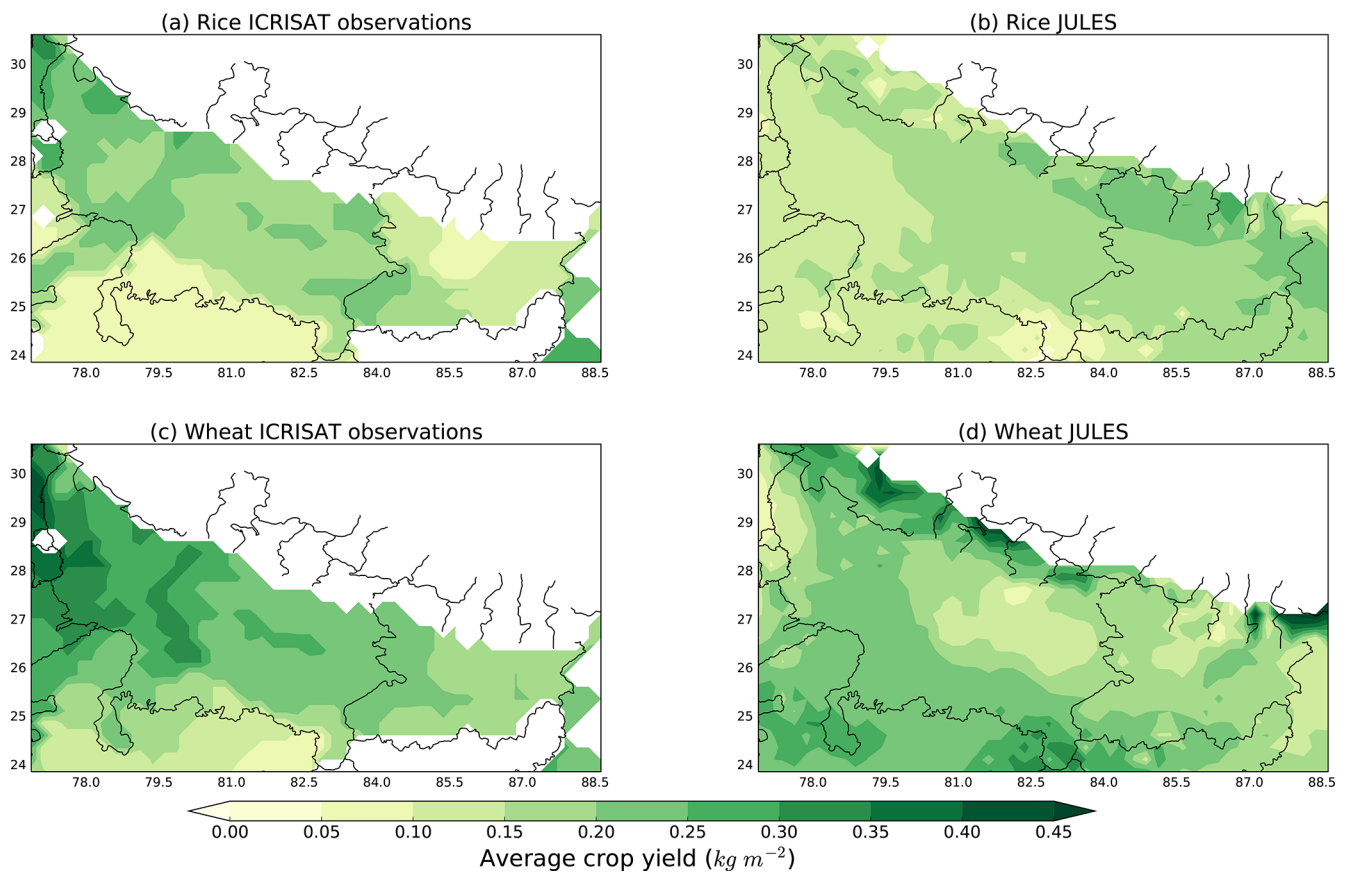 (a) Rice ICRISAT observations
(b) Rice JULES
30
29
28
27
26
25
24
78.0 79.5 81.0 82.5 84.0 85.5 87.0 88.5
30
29
28
27
26
25
24
78.0 79.5 81.0 82.5 84.0 85.5 87.0 88.5
(c) Wheat ICRISAT observations
(d) Wheat JULES
30
29
28
27
26
25
24
78.0 79.5 81.0 82.5 84.0 85.5 87.0 88.5
30
29
28
27
26
25
24
78.0 79.5 81.0 82.5 84.0 85.5 87.0 88.5
0.00 0.05 0.10 0.15 0.20 0.25 0.30 0.35 0.40 0.45
Average crop yield (kg m⁻²)